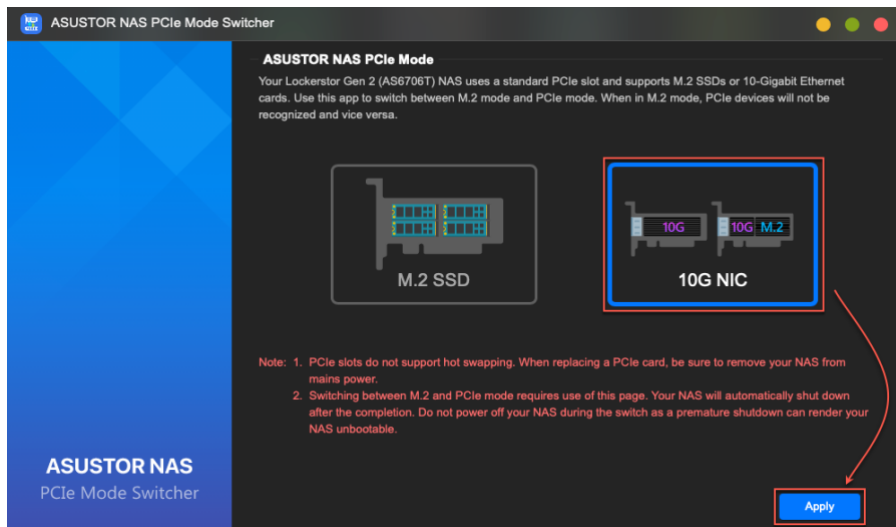 ASUSTOR NAS PCIe Mode Switcher
ASUSTOR NAS PCIe Mode
Your Lockerstor Gen 2 (AS6706T) NAS uses a standard PCIe slot and supports M.2 SSDs or 10-Gigabit Ethernet
cards. Use this app to switch between M.2 mode and PCIe mode. When in M.2 mode, PCIe devices will not be
recognized and vice versa.
10G
10G M.2
M.2 SSD
10G NIC
Note: 1. PCIe slots do not support hot swapping. When replacing a PCIe card, be sure to remove your NAS from
mains power.
2. Switching between M.2 and PCIe mode requires use of this page. Your NAS will automatically shut down
after the completion. Do not power off your NAS during the switch as a premature shutdown can render your
NAS unbootable.
ASUSTOR NAS
PCIe Mode Switcher
Apply